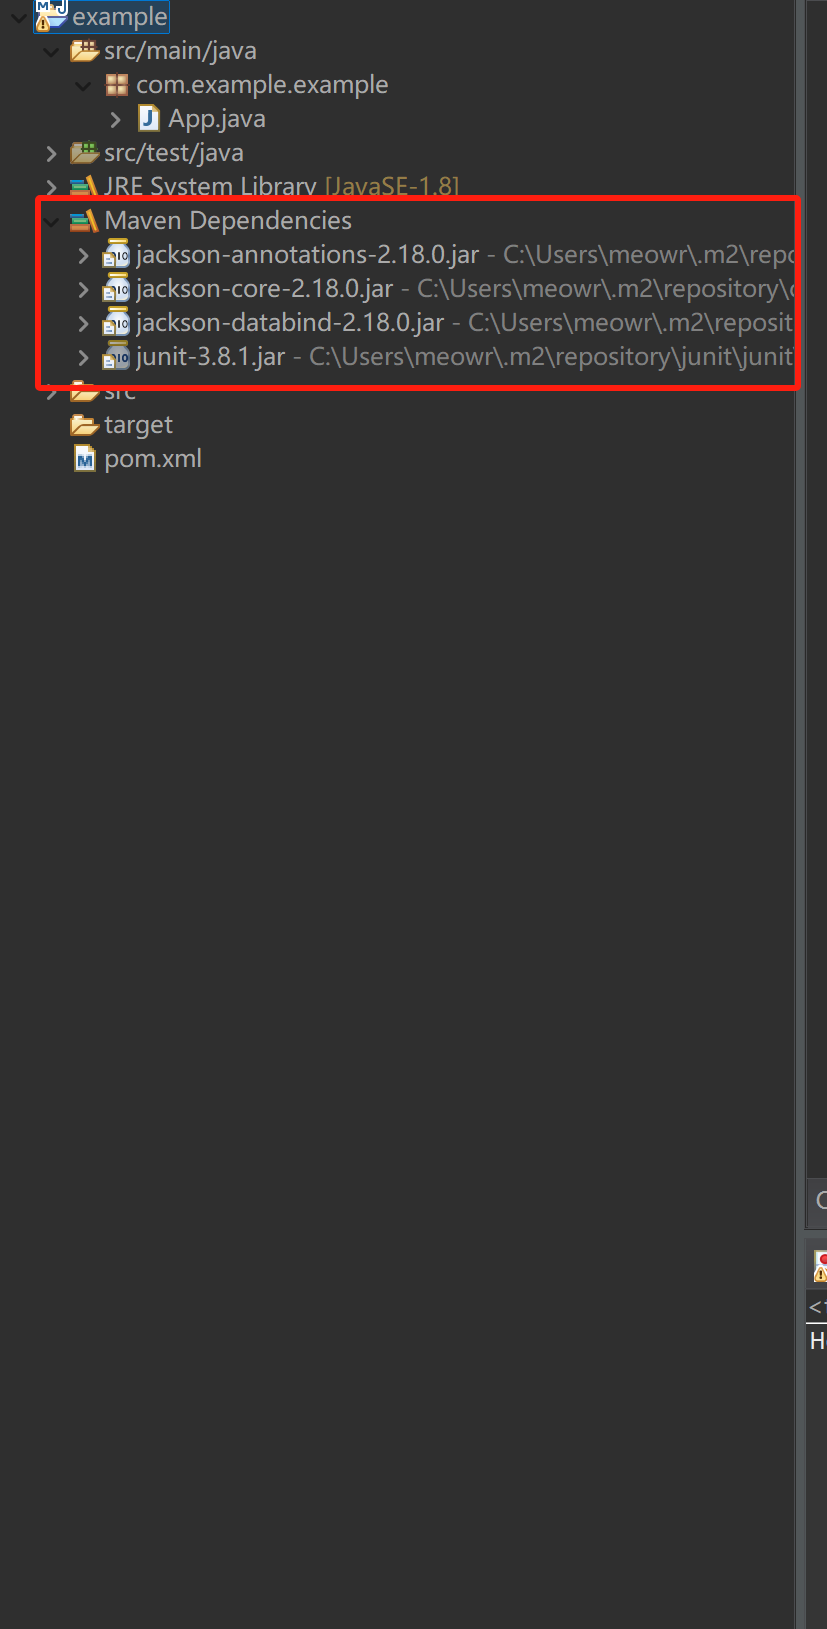 example
src/main/java
com.example.example
App.java
src/test/java
JRE System Library [JavaSE-1.8]
Maven Dependencies
jackson-annotations-2.18.0.jar - C:\Users\meowr\.m2\repo
jackson-core-2.18.0.jar - C:\Users\meowr\.m2\repository\c
jackson-databind-2.18.0.jar - C:\Users\meowr\.m2\reposit
junit-3.8.1.jar - C:\Users\meowr\.m2\repository\junit\junit\
src
target
pom.xml